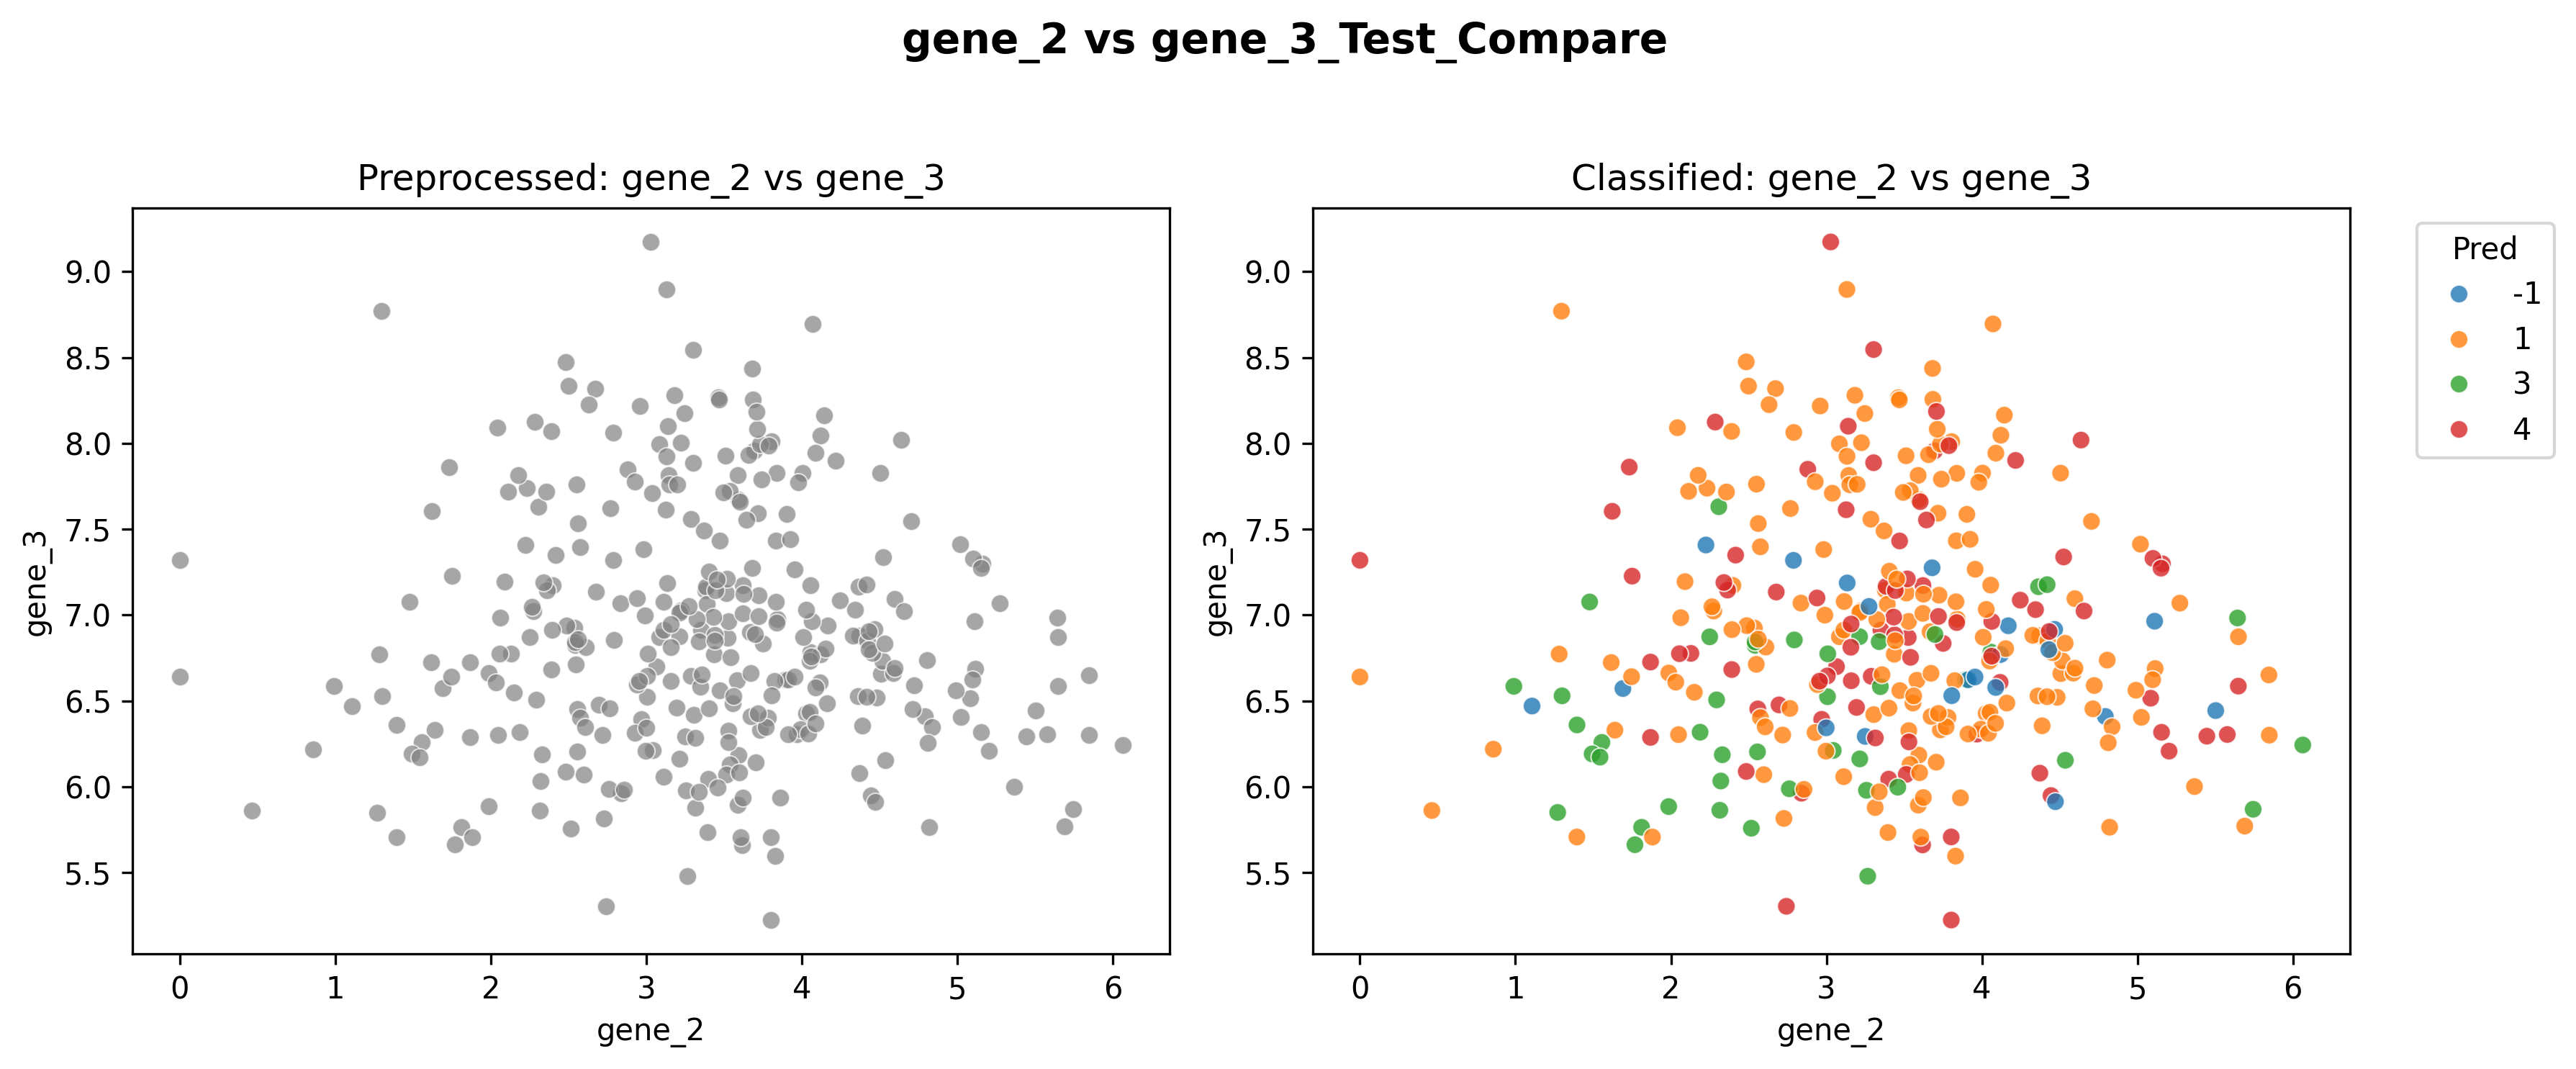 gene_2 vs gene_3_Test_Compare
Preprocessed: gene_2 vs gene_3
9.0
8.5
8.0
7.5
7.0
6.5
6.0
5.5
gene_3
0 1 2 3 4 5 6
gene_2
Classified: gene_2 vs gene_3
9.0
8.5
8.0
7.5
7.0
6.5
6.0
5.5
gene_3
0 1 2 3 4 5 6
gene_2
Pred
-1
1
3
4